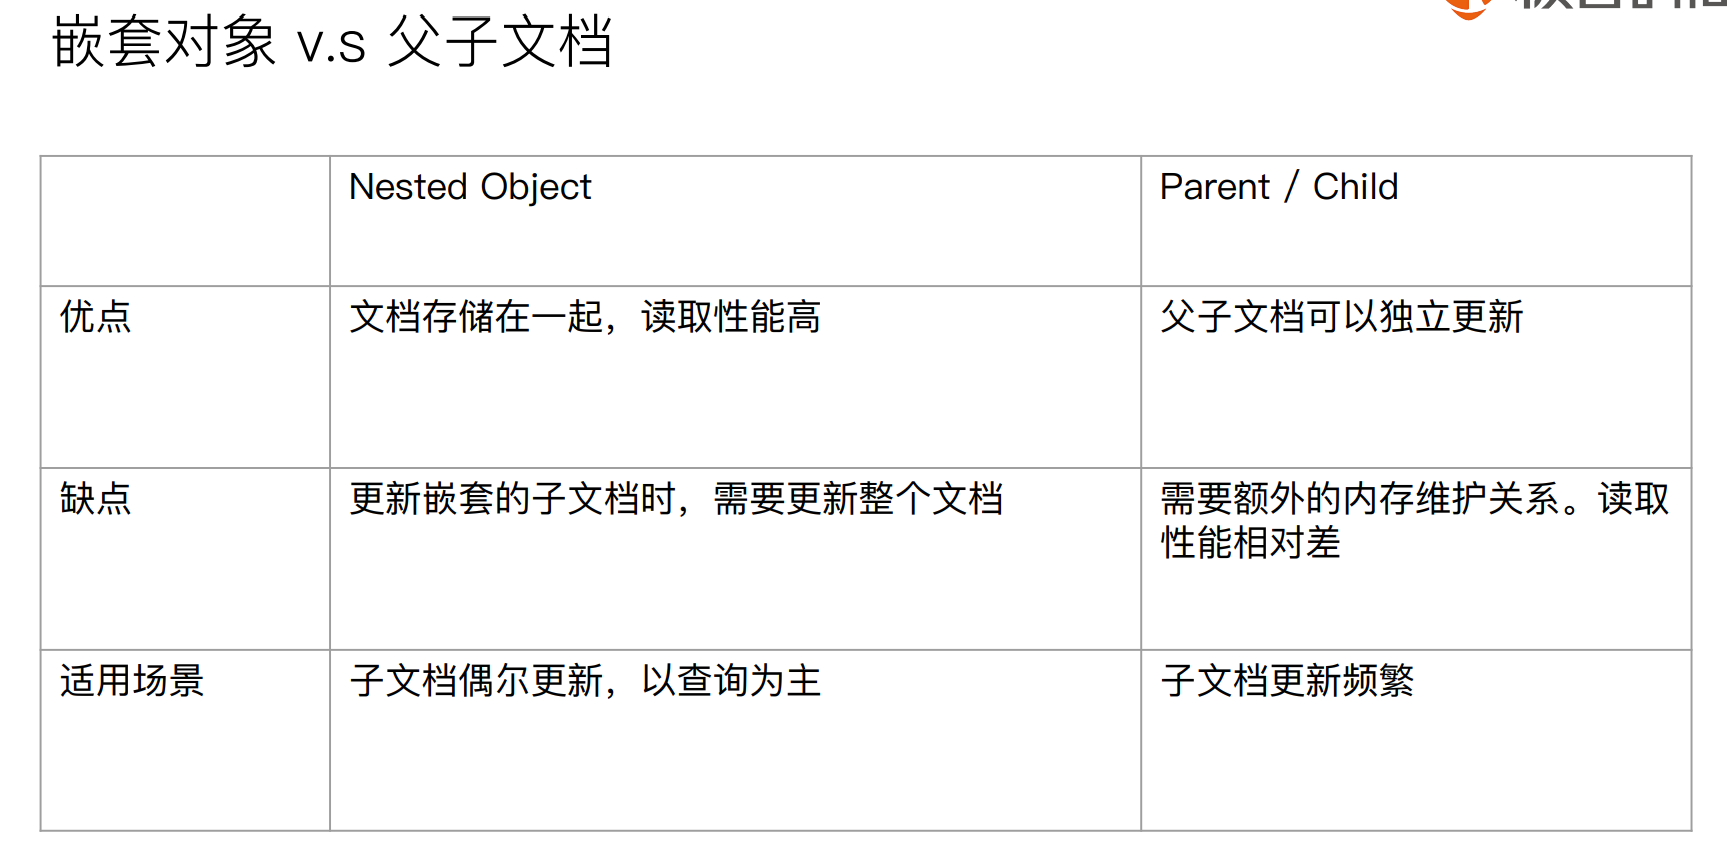 嵌套对象 v.s 父子文档
Nested Object
Parent / Child
优点
文档存储在一起，读取性能高
父子文档可以独立更新
缺点
更新嵌套的子文档时，需要更新整个文档
需要额外的内存维护关系。读取
性能相对差
适用场景
子文档偶尔更新，以查询为主
子文档更新频繁